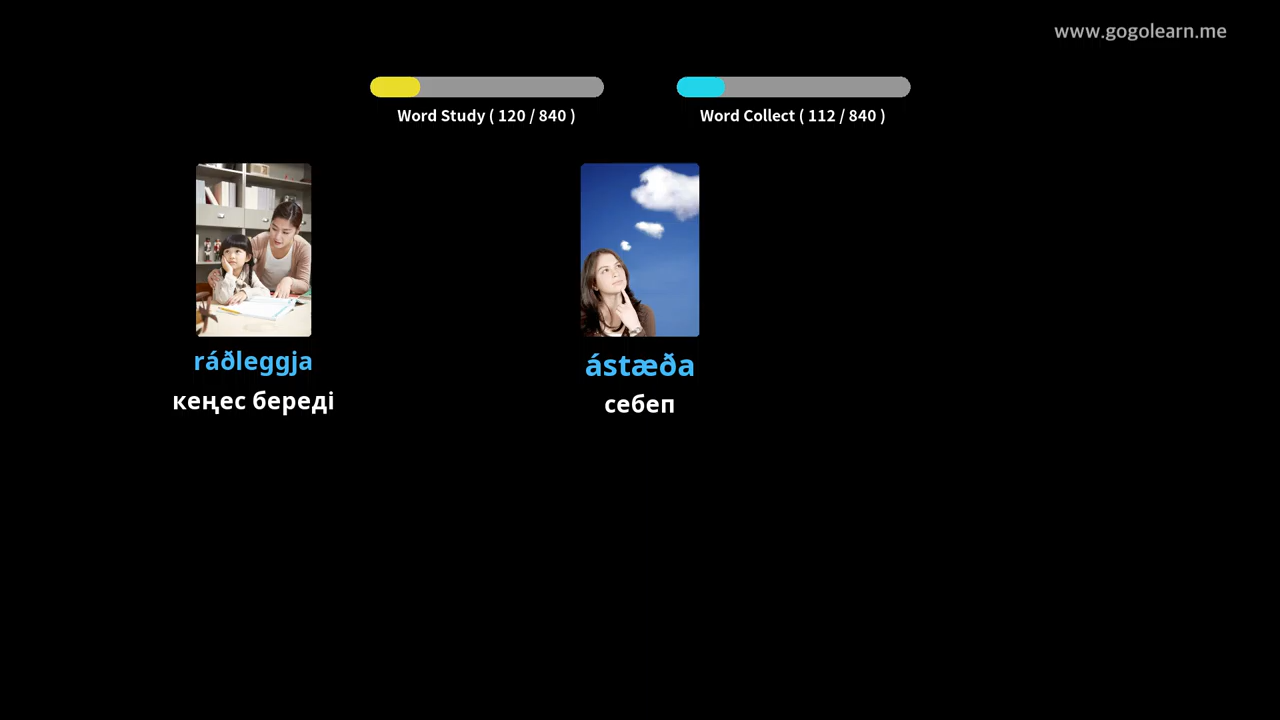 www.gogolearn.me
Word Study ( 120 / 840 )
Word Collect ( 112 / 840 )
ráðleggja
кеңес береді
ástæða
себеп